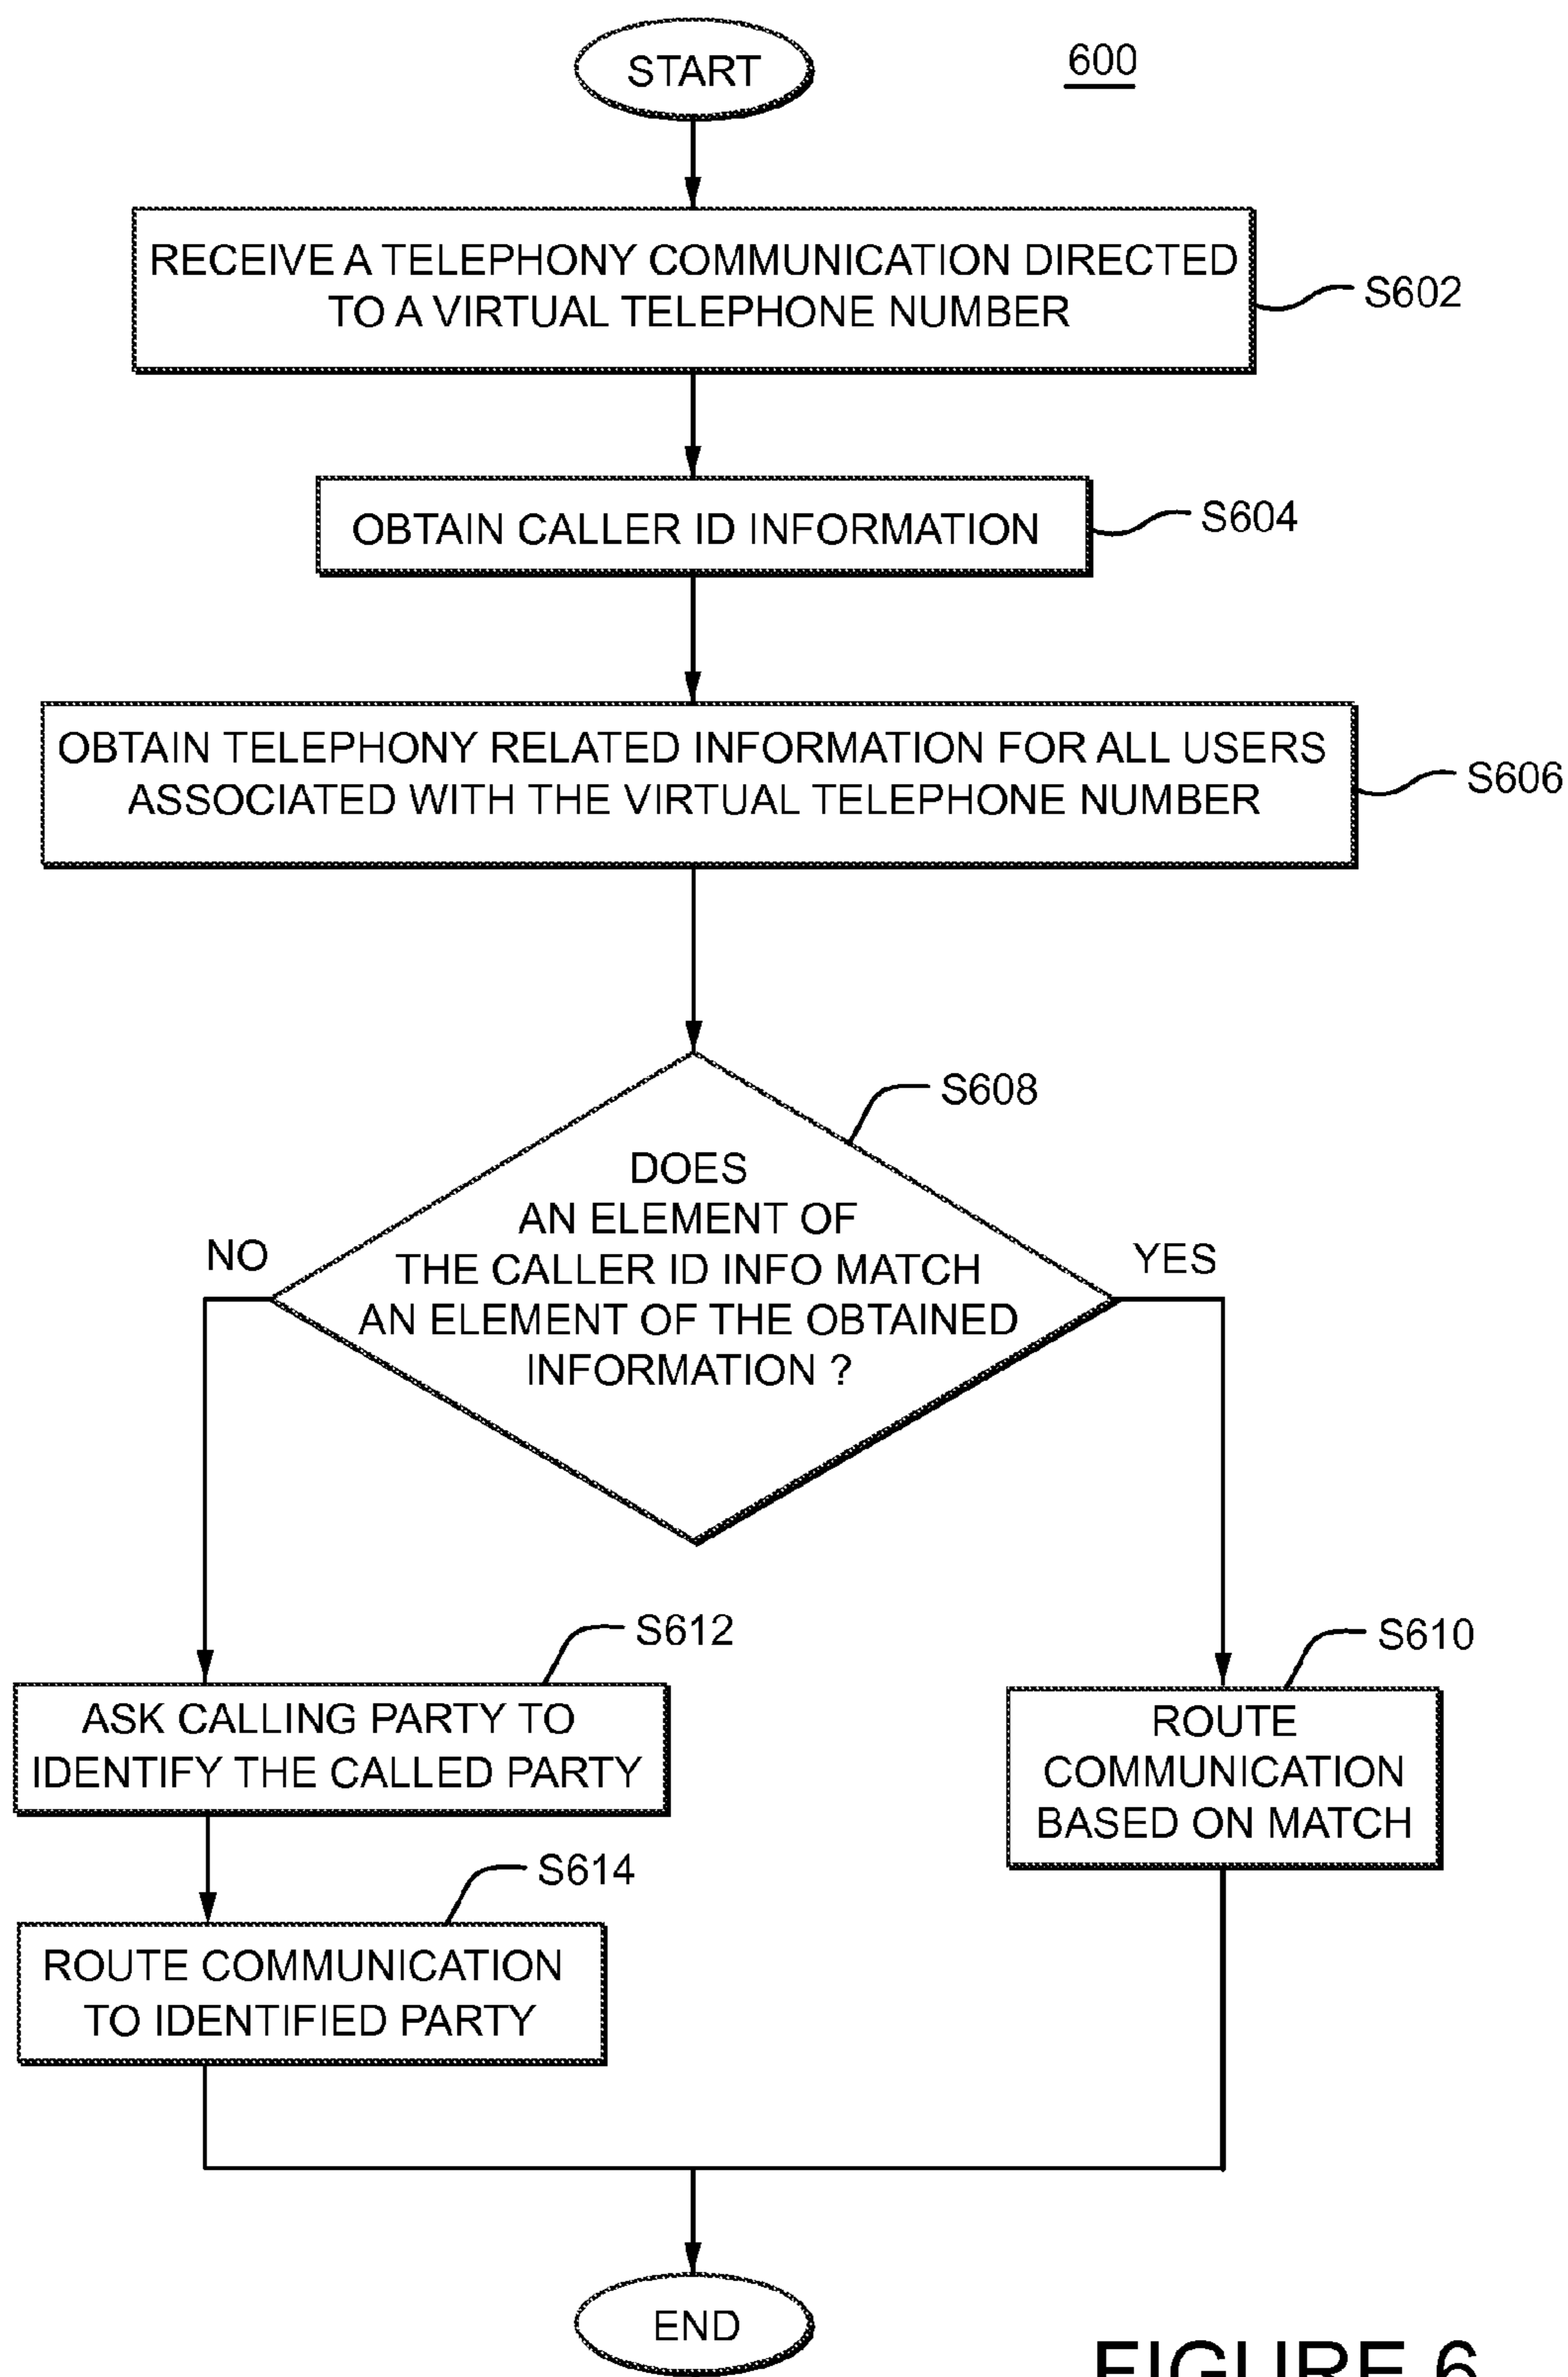 START
600
RECEIVE A TELEPHONY COMMUNICATION DIRECTED
TO A VIRTUAL TELEPHONE NUMBER
S602
OBTAIN CALLER ID INFORMATION
S604
OBTAIN TELEPHONY RELATED INFORMATION FOR ALL USERS
ASSOCIATED WITH THE VIRTUAL TELEPHONE NUMBER
S606
S608
DOES
AN ELEMENT OF
THE CALLER ID INFO MATCH
AN ELEMENT OF THE OBTAINED
INFORMATION ?
NO
YES
S612
ASK CALLING PARTY TO
IDENTIFY THE CALLED PARTY
S610
ROUTE
COMMUNICATION
BASED ON MATCH
S614
ROUTE COMMUNICATION
TO IDENTIFIED PARTY
END
FIGURE 6